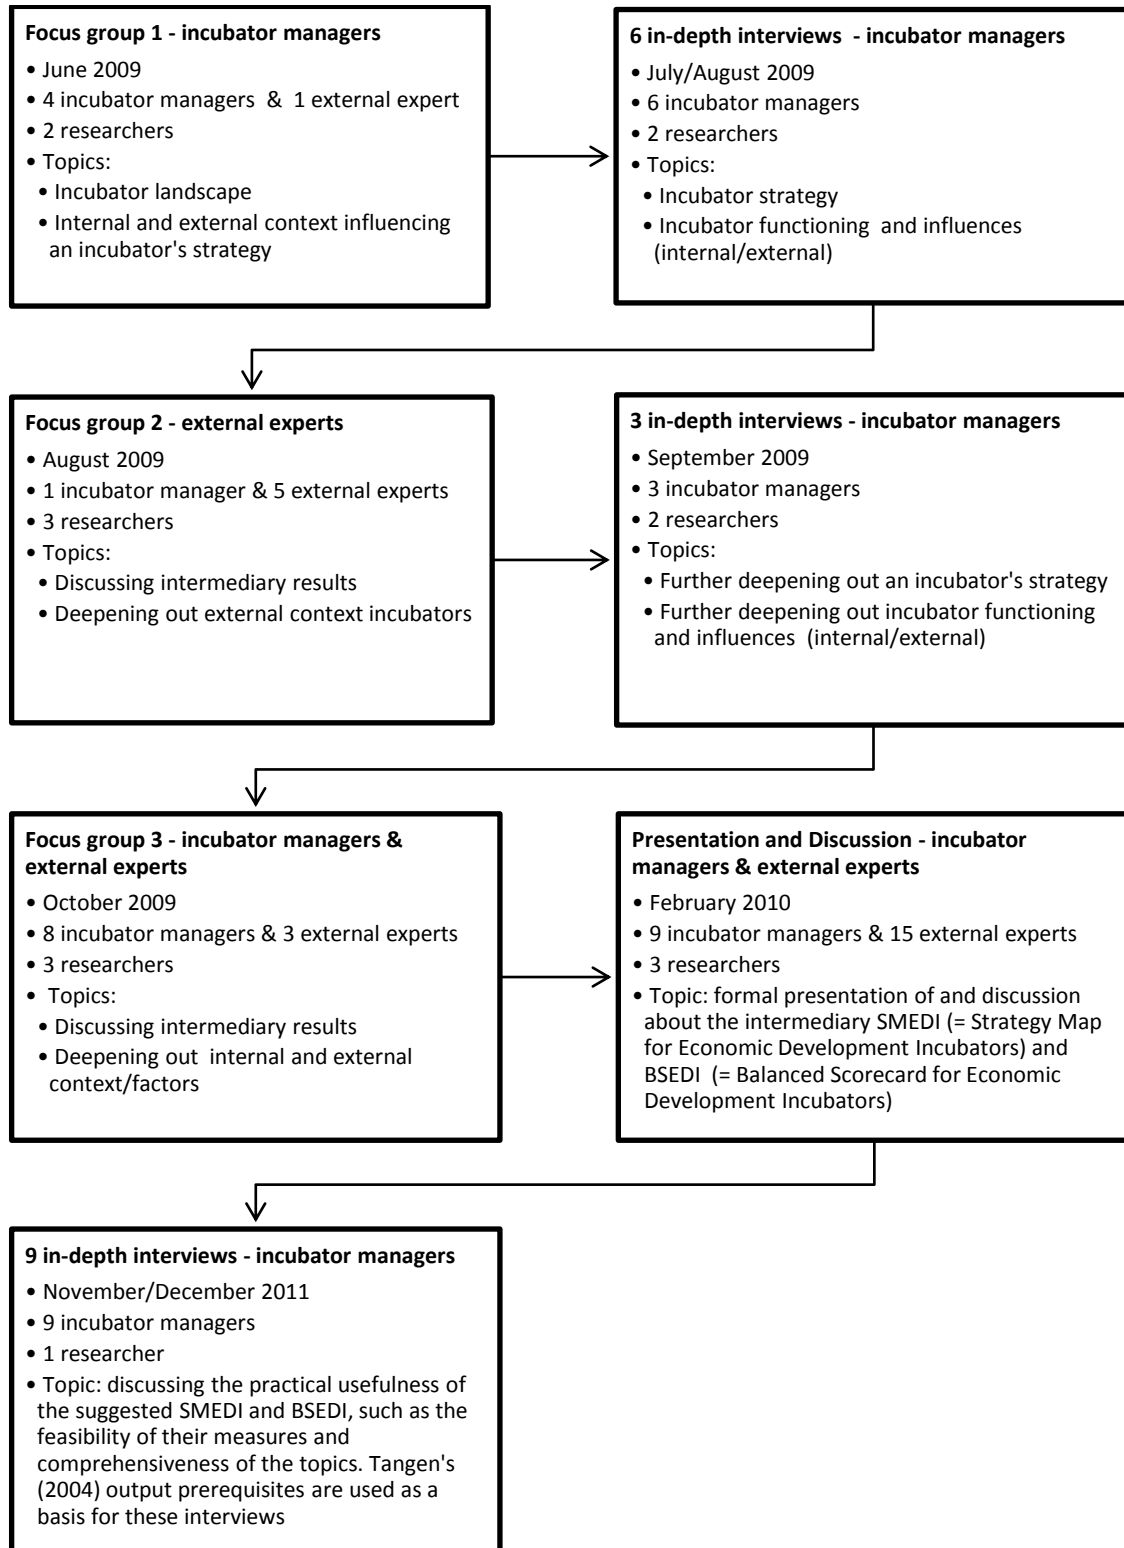 Focus group 1 - incubator managers
• June 2009
• 4 incubator managers & 1 external expert
• 2 researchers
• Topics:
• Incubator landscape
• Internal and external context influencing
an incubator's strategy
6 in-depth interviews - incubator managers
• July/August 2009
• 6 incubator managers
• 2 researchers
• Topics:
• Incubator strategy
• Incubator functioning and influences
(internal/external)
Focus group 2 - external experts
• August 2009
• 1 incubator manager & 5 external experts
• 3 researchers
• Topics:
• Discussing intermediary results
• Deepening out external context incubators
3 in-depth interviews - incubator managers
• September 2009
• 3 incubator managers
• 2 researchers
• Topics:
• Further deepening out an incubator's strategy
• Further deepening out incubator functioning
and influences (internal/external)
Focus group 3 - incubator managers &
external experts
• October 2009
• 8 incubator managers & 3 external experts
• 3 researchers
• Topics:
• Discussing intermediary results
• Deepening out internal and external
context/factors
Presentation and Discussion - incubator
managers & external experts
• February 2010
• 9 incubator managers & 15 external experts
• 3 researchers
• Topic: formal presentation of and discussion
about the intermediary SMEDI (= Strategy Map
for Economic Development Incubators) and
BSEDI (= Balanced Scorecard for Economic
Development Incubators)
9 in-depth interviews - incubator managers
• November/December 2011
• 9 incubator managers
• 1 researcher
• Topic: discussing the practical usefulness of
the suggested SMEDI and BSEDI, such as the
feasibility of their measures and
comprehensiveness of the topics. Tangen's
(2004) output prerequisites are used as a
basis for these interviews